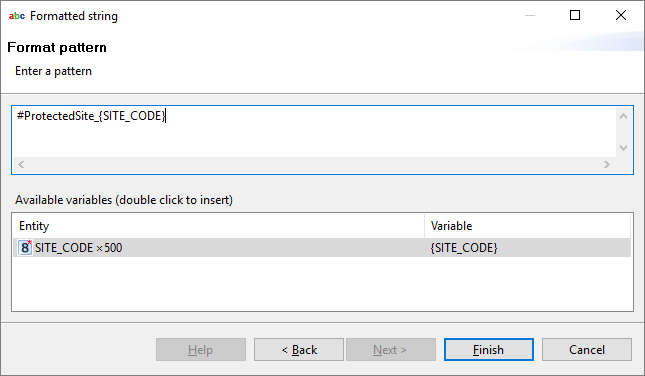 abc Formatted string
Format pattern
Enter a pattern
#ProtectedSite_{SITE_CODE}
Available variables (double click to insert)
Entity Variable
8 SITE_CODE ×500 {SITE_CODE}
Help < Back Next > Finish Cancel